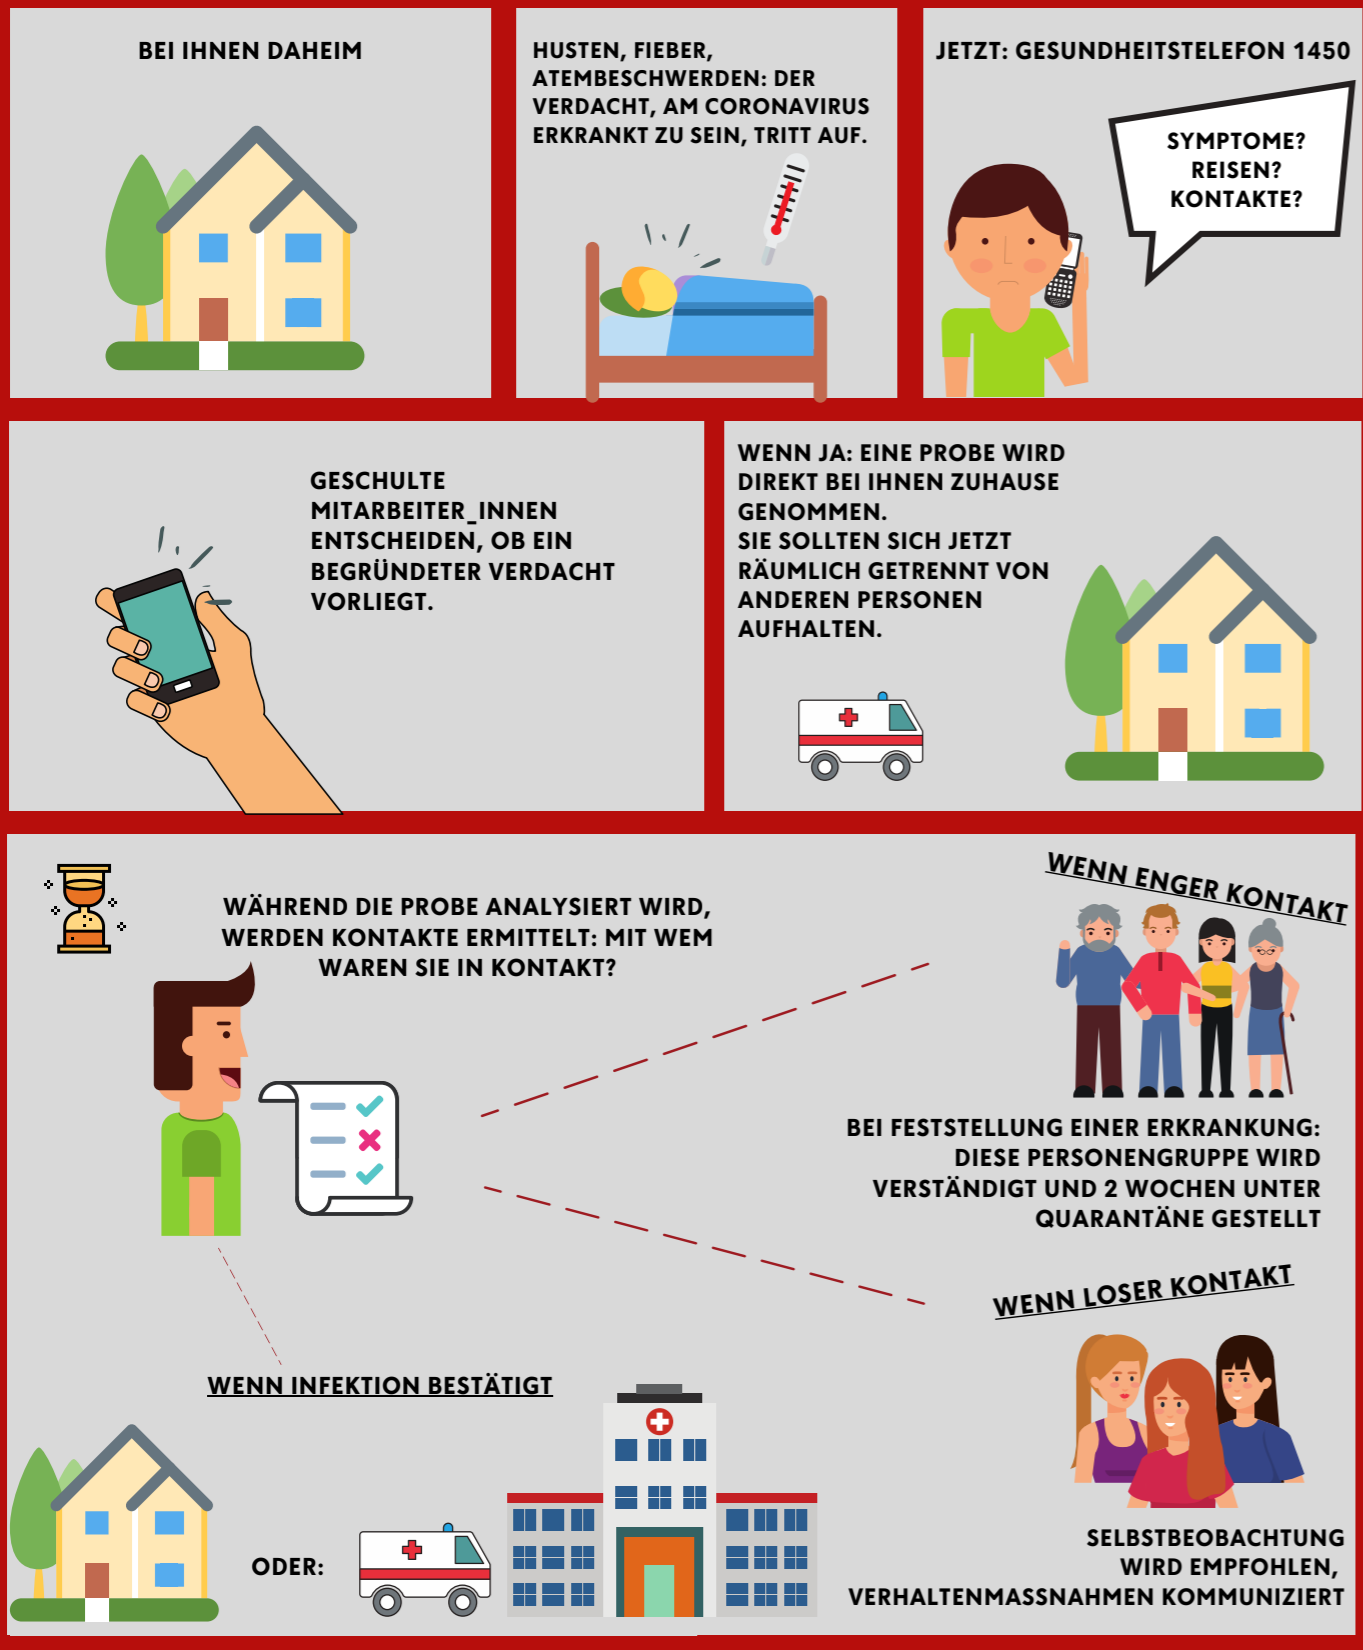 BEI IHNEN DAHEIM
HUSTEN, FIEBER,
ATEMBESCHWERDEN: DER
VERDACHT, AM CORONAVIRUS
ERKRANKT ZU SEIN, TRITT AUF.
JETZT: GESUNDHEITSTELEFON 1450
SYMPTOME?
REISEN?
KONTAKTE?
GESCHULTE
MITARBEITER_INNEN
ENTSCHEIDEN, OB EIN
BEGRÜNDETER VERDACHT
VORLIEGT.
WENN JA: EINE PROBE WIRD
DIREKT BEI IHNEN ZUHAUSE
GENOMMEN.
SIE SOLLTEN SICH JETZT
RÄUMLICH GETRENNT VON
ANDEREN PERSONEN
AUFHALTEN.
WÄHREND DIE PROBE ANALYSIERT WIRD,
WERDEN KONTAKTE ERMITTELT: MIT WEM
WAREN SIE IN KONTAKT?
WENN ENGER KONTAKT
BEI FESTSTELLUNG EINER ERKRANKUNG:
DIESE PERSONENGRUPPE WIRD
VERSTÄNDIGT UND 2 WOCHEN UNTER
QUARANTÄNE GESTELLT
WENN LOSER KONTAKT
SELBSTBEOBACHTUNG
WIRD EMPFOHLEN,
VERHALTENMASSNAHMEN KOMMUNIZIERT
WENN INFEKTION BESTÄTIGT
ODER: